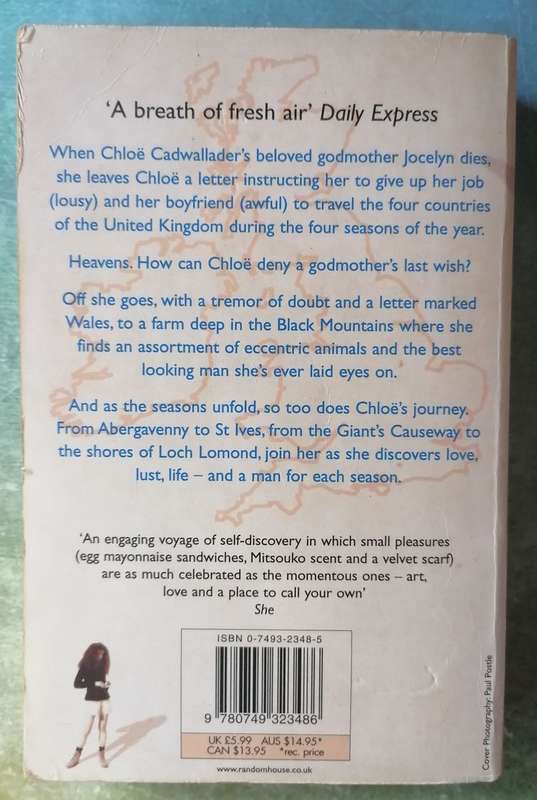 ‘A breath of fresh air’ Daily Express
When Chloë Cadwallader’s beloved godmother Jocelyn dies,
she leaves Chloë a letter instructing her to give up her job
(lousy) and her boyfriend (awful) to travel the four countries
of the United Kingdom during the four seasons of the year.
Heavens. How can Chloë deny a godmother’s last wish?
Off she goes, with a tremor of doubt and a letter marked
Wales, to a farm deep in the Black Mountains where she
finds an assortment of eccentric animals and the best
looking man she’s ever laid eyes on.
And as the seasons unfold, so too does Chloë’s journey.
From Abergavenny to St Ives, from the Giant’s Causeway to
the shores of Loch Lomond, join her as she discovers love,
lust, life – and a man for each season.
‘An engaging voyage of self-discovery in which small pleasures
(egg mayonnaise sandwiches, Mitsouko scent and a velvet scarf)
are as much celebrated as the momentous ones – art,
love and a place to call your own’
She
ISBN 0-7493-2348-5
9 780749 323486
UK £5.99 AUS $14.95*
CAN $13.95 *rec. price
www.randomhouse.co.uk
Cover Photography: Paul Postle